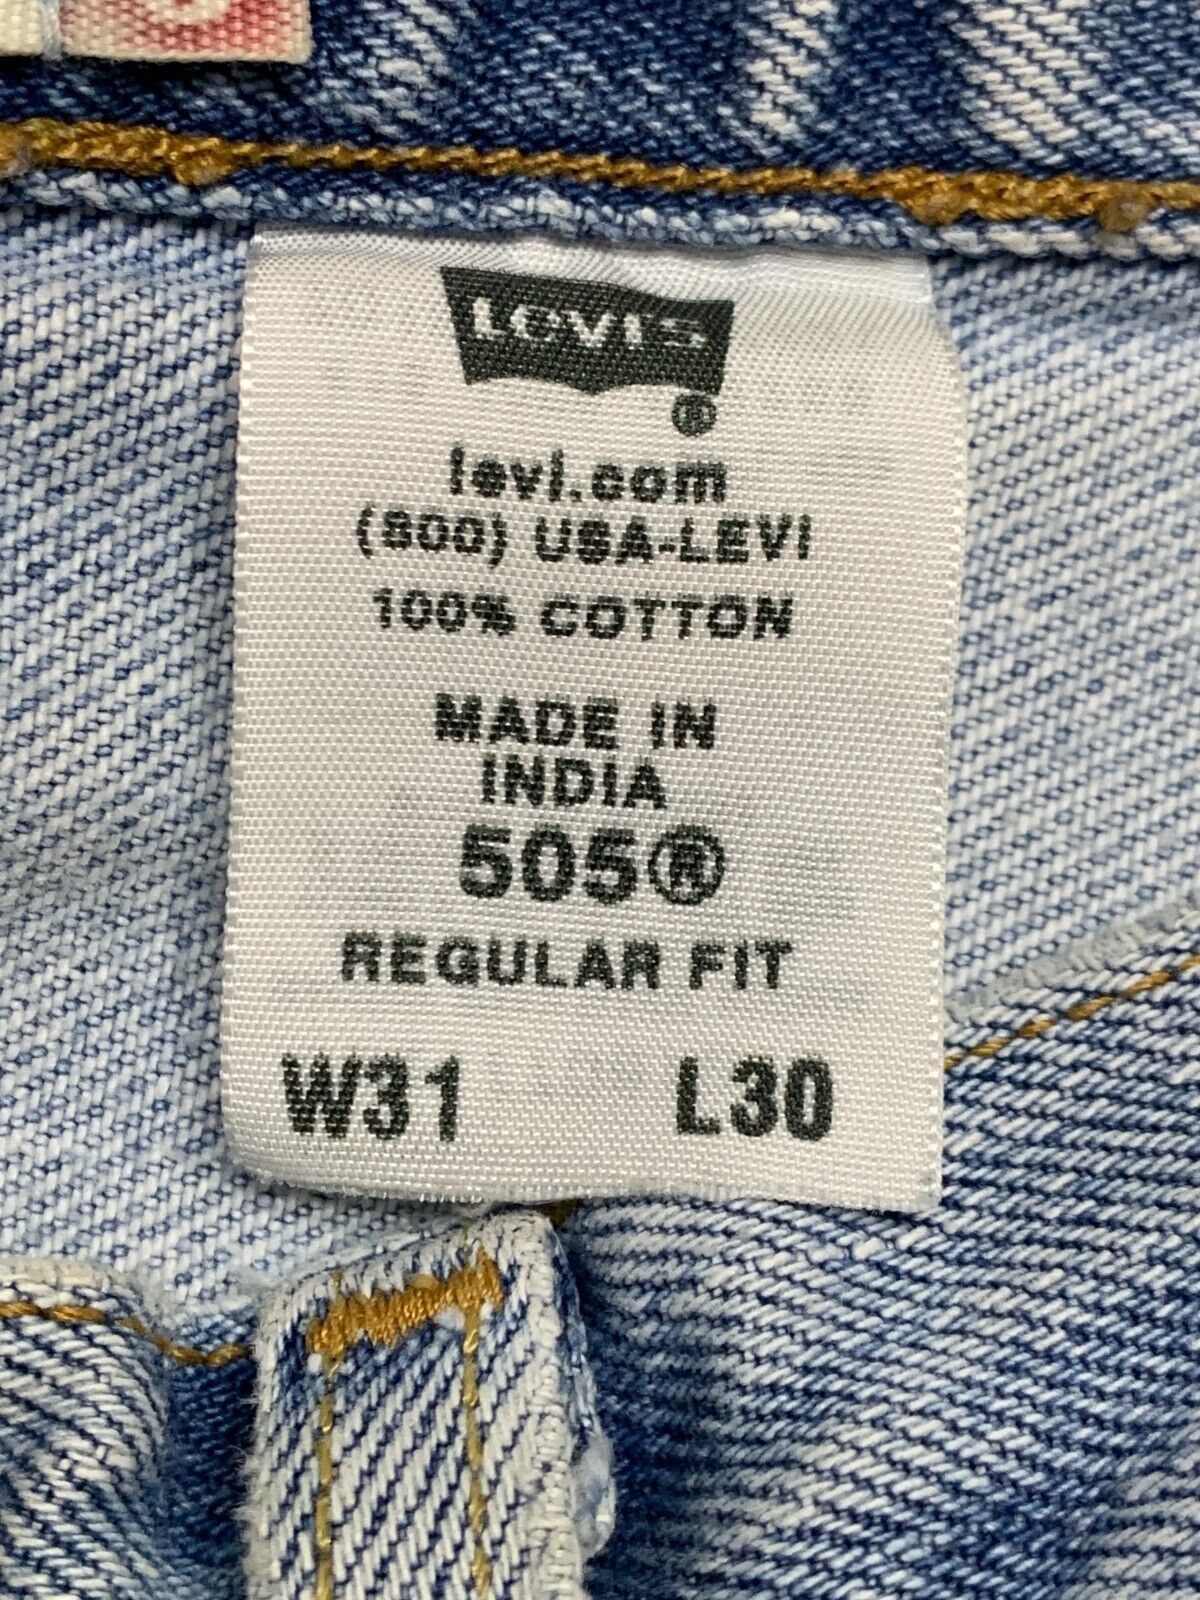 LEVI'S
®
levi.com
(800) USA-LEVI
100% COTTON
MADE IN
INDIA
505®
REGULAR FIT
W31 L30